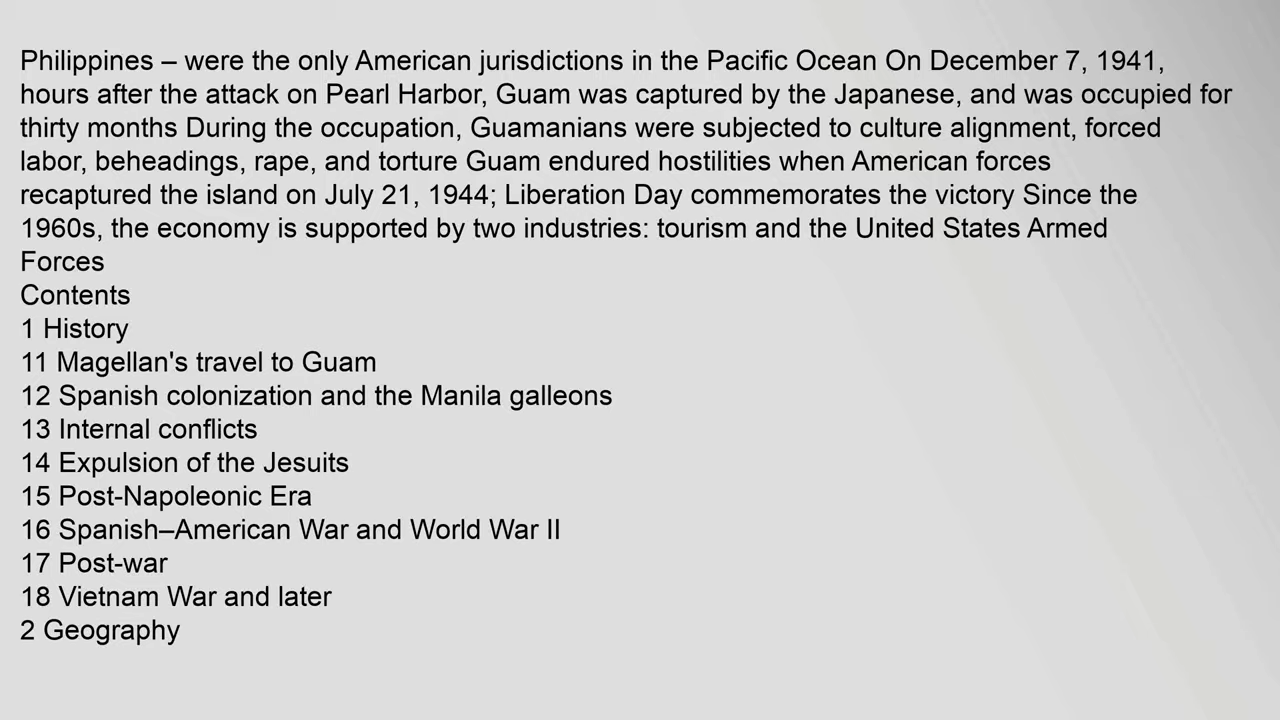 Philippines – were the only American jurisdictions in the Pacific Ocean On December 7, 1941,
hours after the attack on Pearl Harbor, Guam was captured by the Japanese, and was occupied for
thirty months During the occupation, Guamanians were subjected to culture alignment, forced
labor, beheadings, rape, and torture Guam endured hostilities when American forces
recaptured the island on July 21, 1944; Liberation Day commemorates the victory Since the
1960s, the economy is supported by two industries: tourism and the United States Armed
Forces
Contents
1 History
11 Magellan's travel to Guam
12 Spanish colonization and the Manila galleons
13 Internal conflicts
14 Expulsion of the Jesuits
15 Post-Napoleonic Era
16 Spanish–American War and World War II
17 Post-war
18 Vietnam War and later
2 Geography